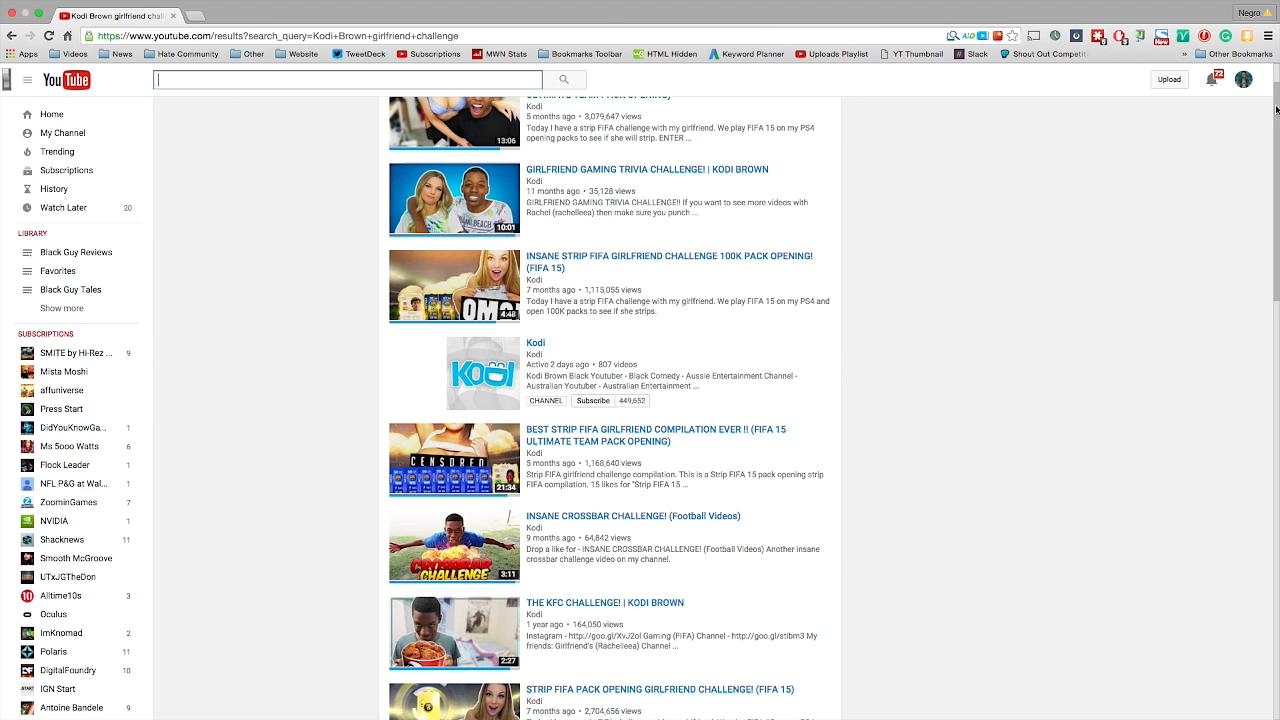 Kodi Brown girlfriend chall
Negro
https://www.youtube.com/results?search_query=Kodi+Brown+girlfriend+challenge
Apps
Videos
News
Hate Community
Other
Website
TweetDeck
Subscriptions
MWN Stats
Bookmarks Toolbar
HTML Hidden
Keyword Planner
Uploads Playlist
YT Thumbnail
Slack
Shout Out Competiti
Other Bookmarks
YouTube
Upload
72
Home
My Channel
Trending
Subscriptions
History
Watch Later 20
LIBRARY
Black Guy Reviews
Favorites
Black Guy Tales
Show more
SUBSCRIPTIONS
SMITE by Hi-Rez ... 9
Mista Moshi
affuniverse
Press Start
DidYouKnowGa... 1
Ms 5ooo Watts 6
Flock Leader 1
NFL P&G at Wal... 1
ZoominGames 7
NVIDIA 1
Shacknews 11
Smooth McGroove
UTxJGTheDon
Alltime10s 3
Oculus
ImKnomad 2
Polaris 11
DigitalFoundry 10
IGN Start
Antoine Bandele 9
ULTIMATE TEAM PACK OPENING)
Kodi
5 months ago • 3,079,647 views
Today I have a strip FIFA challenge with my girlfriend. We play FIFA 15 on my PS4
opening packs to see if she will strip. ENTER ...
13:06
GIRLFRIEND GAMING TRIVIA CHALLENGE! | KODI BROWN
Kodi
11 months ago • 35,128 views
GIRLFRIEND GAMING TRIVIA CHALLENGE!! If you want to see more videos with
Rachel (rachelleea) then make sure you punch ...
10:01
INSANE STRIP FIFA GIRLFRIEND CHALLENGE 100K PACK OPENING!
(FIFA 15)
Kodi
7 months ago • 1,115,055 views
Today I have a strip FIFA challenge with my girlfriend. We play FIFA 15 on my PS4 and
open 100K packs to see if she strips.
OMG
4:48
KODI
Kodi
Kodi
Active 2 days ago • 807 videos
Kodi Brown Black Youtuber - Black Comedy - Aussie Entertainment Channel -
Australian Youtuber - Australian Entertainment ...
CHANNEL
Subscribe 449,652
CENSORED
21:34
BEST STRIP FIFA GIRLFRIEND COMPILATION EVER !! (FIFA 15
ULTIMATE TEAM PACK OPENING)
Kodi
5 months ago • 1,168,640 views
Strip FIFA girlfriend challenge compilation. This is a Strip FIFA 15 pack opening strip
FIFA compilation. 15 likes for "Strip FIFA 15 ...
CROSSBAR
CHALLENGE
3:11
INSANE CROSSBAR CHALLENGE! (Football Videos)
Kodi
9 months ago • 64,842 views
Drop a like for - INSANE CROSSBAR CHALLENGE! (Football Videos) Another insane
crossbar challenge video on my channel.
2:27
THE KFC CHALLENGE! | KODI BROWN
Kodi
1 year ago • 164,050 views
Instagram - http://goo.gl/XvJ2ol Gaming (FIFA) Channel - http://goo.gl/stibm3 My
friends: Girlfriend's (Rachelleea) Channel ...
STRIP FIFA PACK OPENING GIRLFRIEND CHALLENGE! (FIFA 15)
Kodi
7 months ago • 2,704,656 views